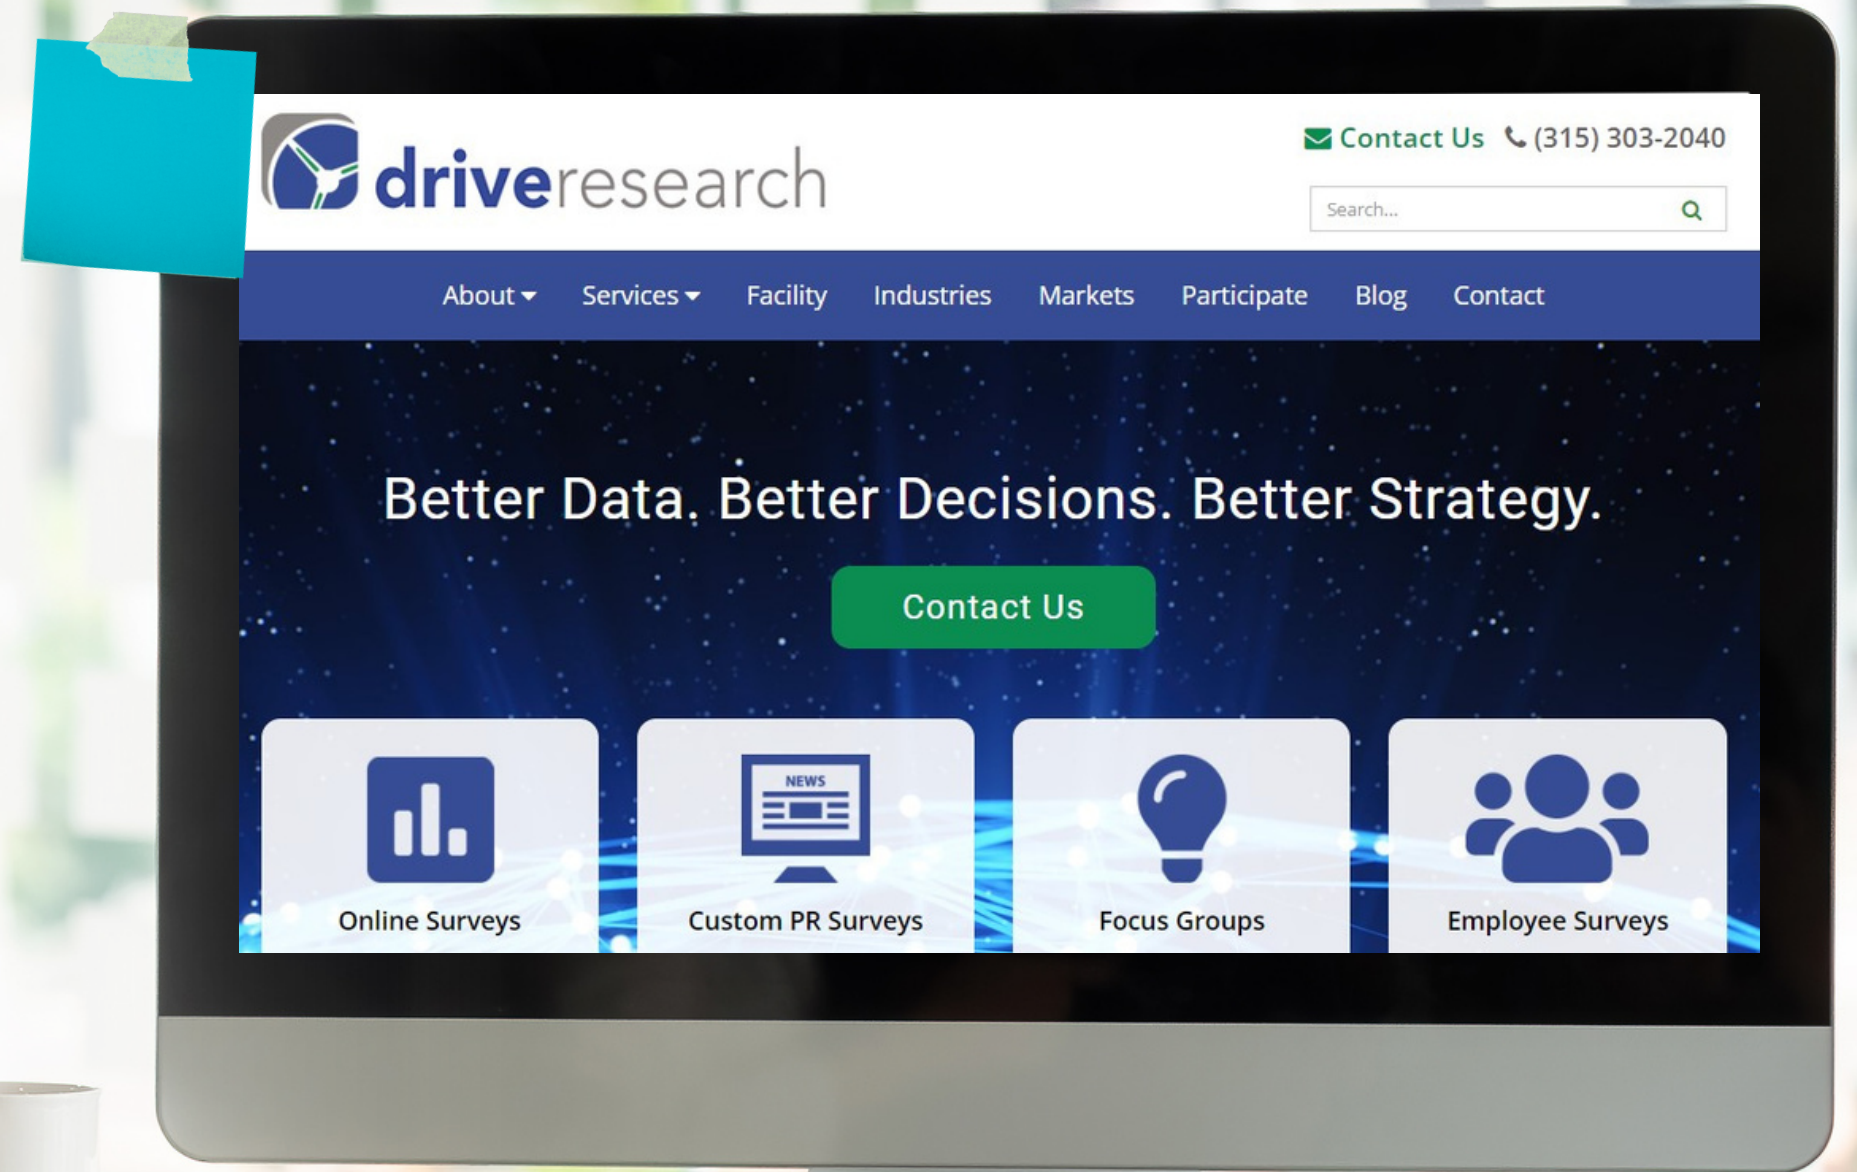 driveresearch
Contact Us (315) 303-2040
Search...
About Services Facility Industries Markets Participate Blog Contact
Better Data. Better Decisions. Better Strategy.
Contact Us
NEWS
Online Surveys Custom PR Surveys Focus Groups Employee Surveys